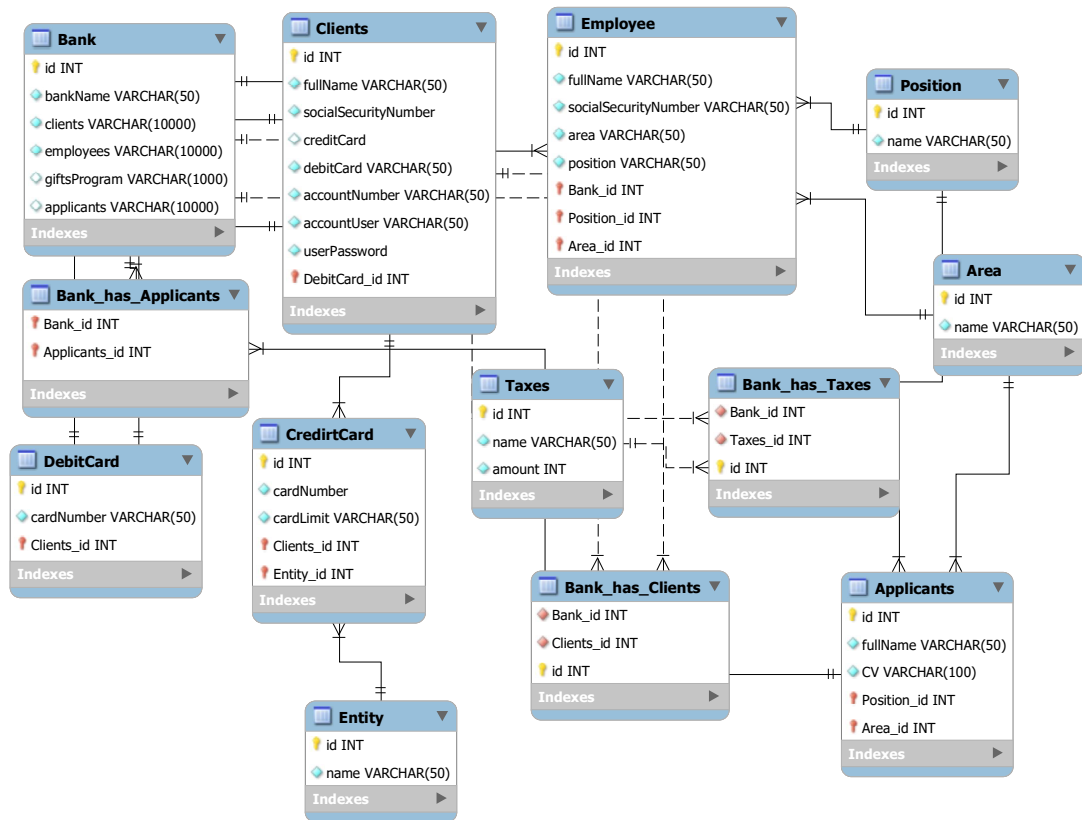 Bank
id INT
bankName VARCHAR(50)
clients VARCHAR(10000)
employees VARCHAR(10000)
giftsProgram VARCHAR(1000)
applicants VARCHAR(10000)
Indexes
Clients
id INT
fullName VARCHAR(50)
socialSecurityNumber
creditCard
debitCard VARCHAR(50)
accountNumber VARCHAR(50)
accountUser VARCHAR(50)
userPassword
DebitCard_id INT
Indexes
Employee
id INT
fullName VARCHAR(50)
socialSecurityNumber VARCHAR(50)
area VARCHAR(50)
position VARCHAR(50)
Bank_id INT
Position_id INT
Area_id INT
Indexes
Position
id INT
name VARCHAR(50)
Indexes
Area
id INT
name VARCHAR(50)
Indexes
Bank_has_Applicants
Bank_id INT
Applicants_id INT
Indexes
DebitCard
id INT
cardNumber VARCHAR(50)
Clients_id INT
Indexes
CredirtCard
id INT
cardNumber
cardLimit VARCHAR(50)
Clients_id INT
Entity_id INT
Indexes
Taxes
id INT
name VARCHAR(50)
amount INT
Indexes
Bank_has_Taxes
Bank_id INT
Taxes_id INT
id INT
Indexes
Bank_has_Clients
Bank_id INT
Clients_id INT
id INT
Indexes
Applicants
id INT
fullName VARCHAR(50)
CV VARCHAR(100)
Position_id INT
Area_id INT
Indexes
Entity
id INT
name VARCHAR(50)
Indexes